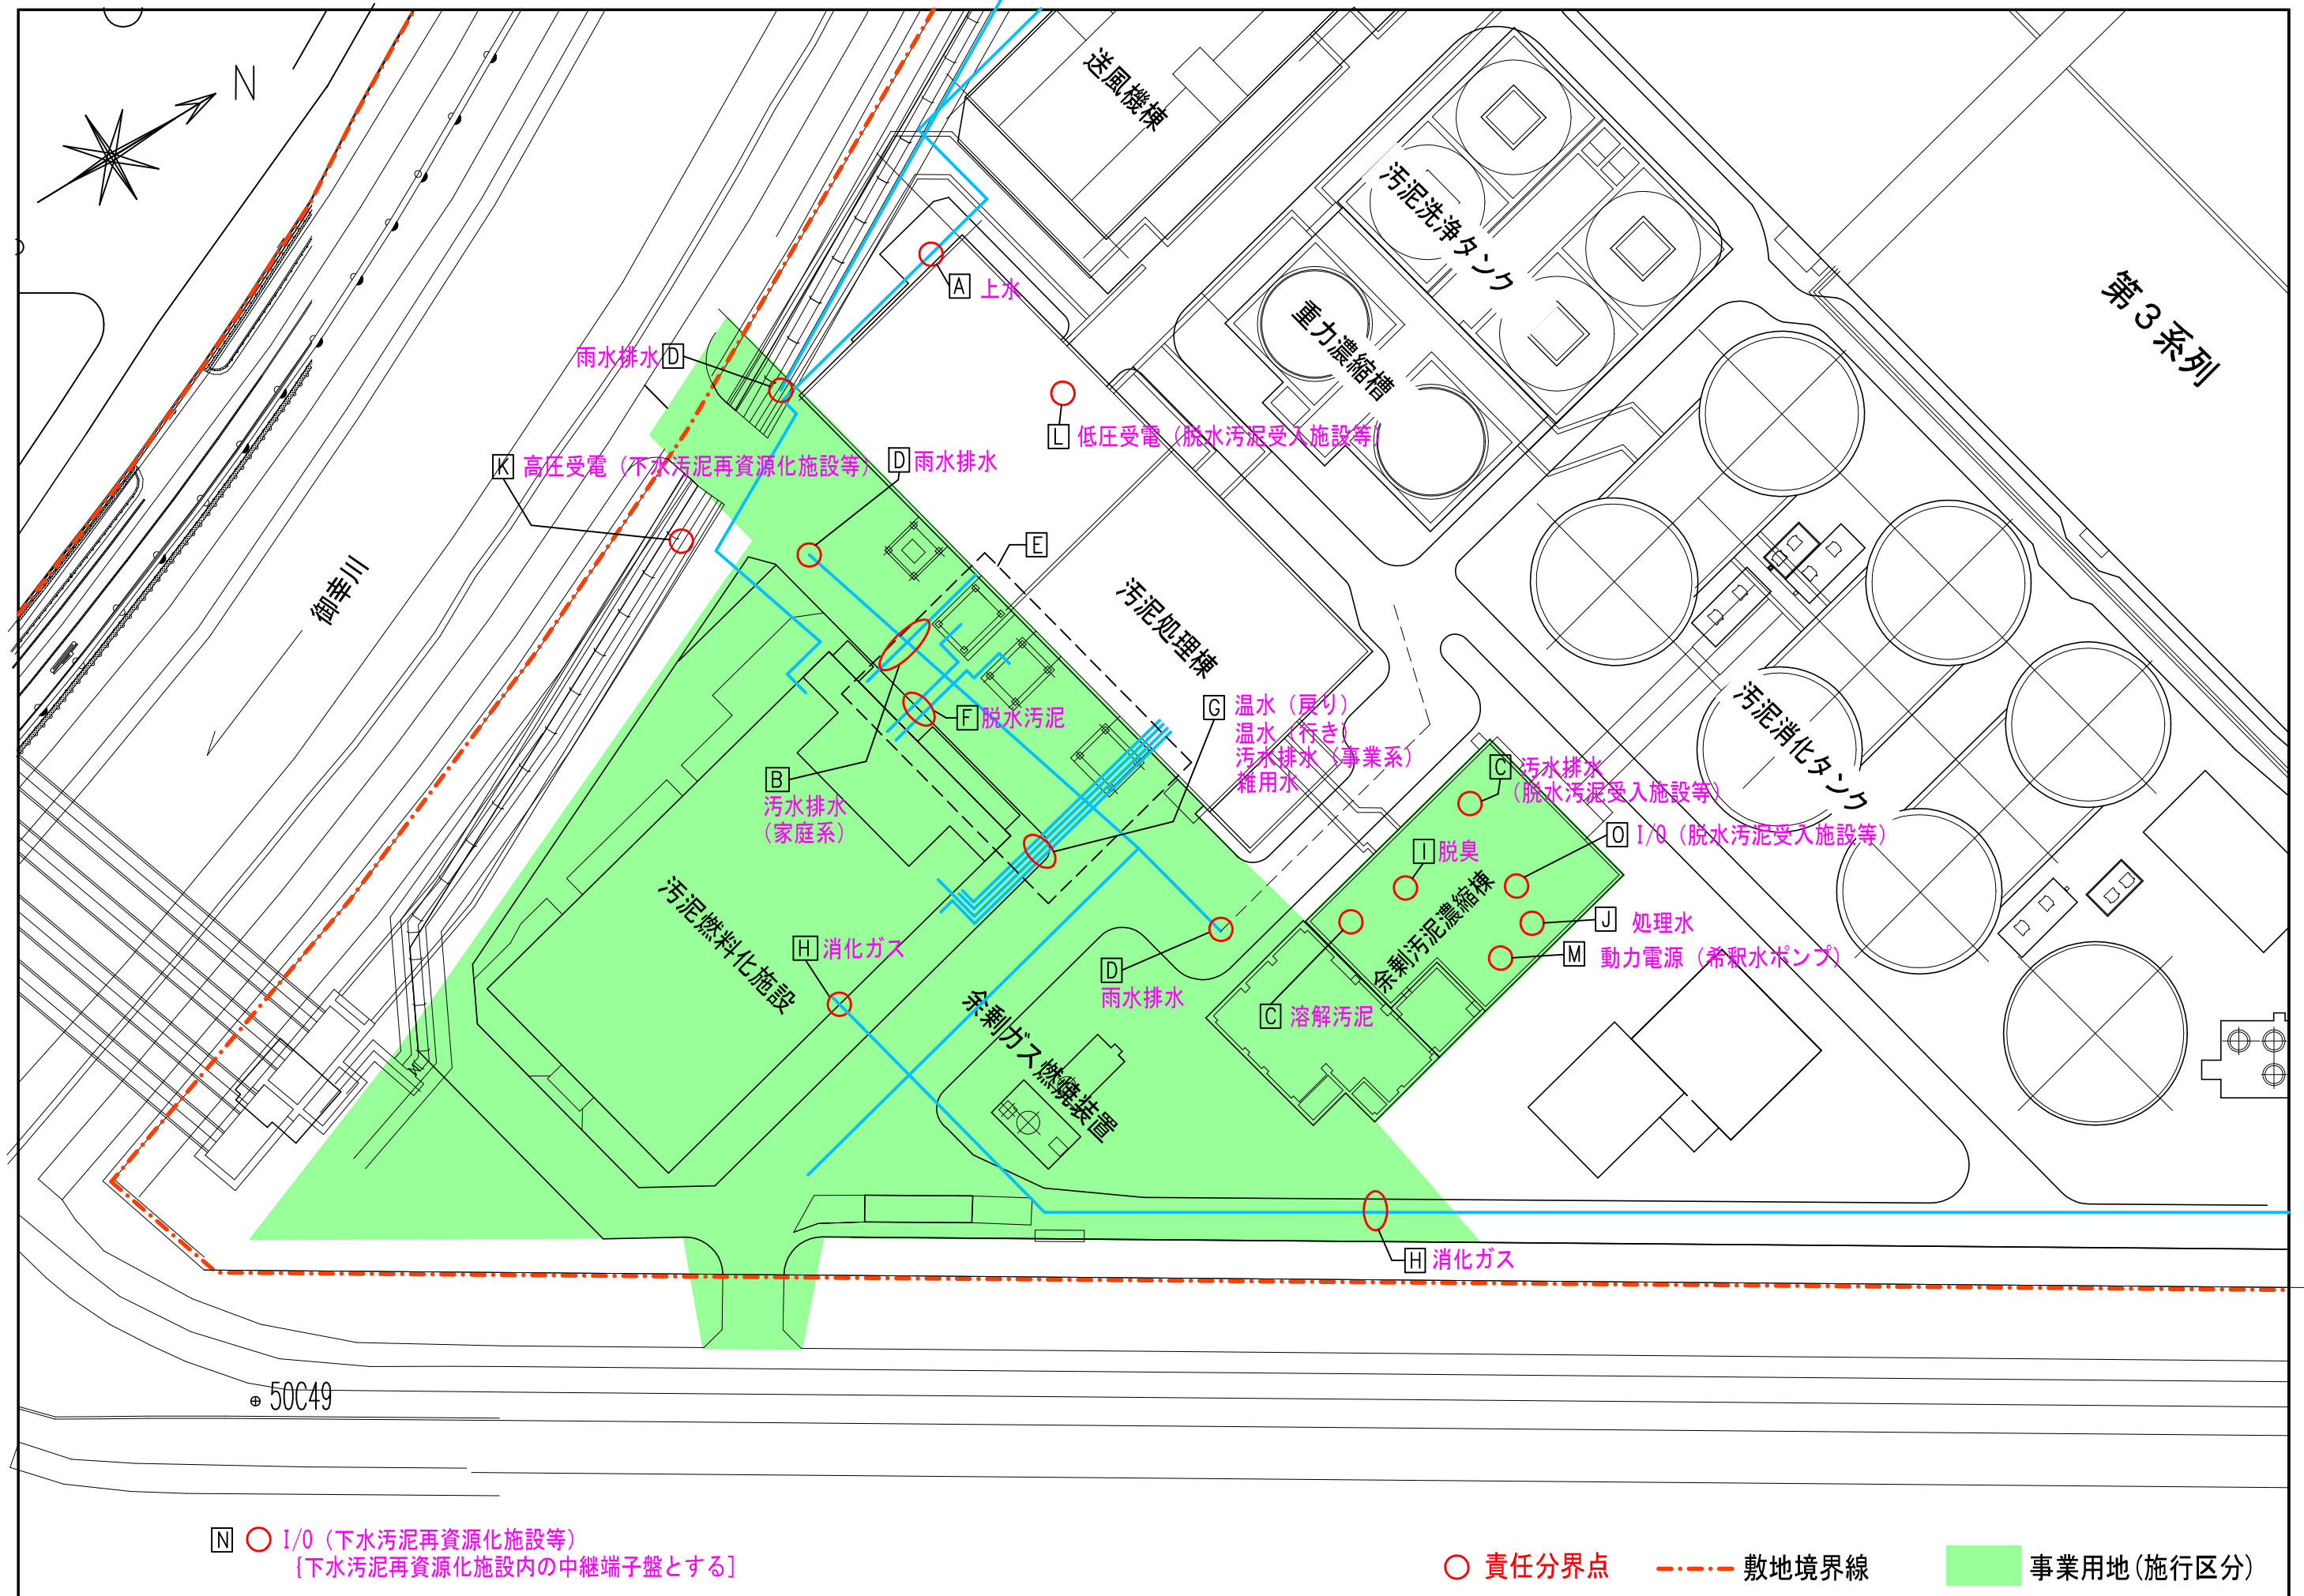 N
送風機棟
汚泥洗浄タンク
A 上水
重力濃縮槽
第3系列
雨水排水 D
L 低圧受電（脱水汚泥受入施設等）
K 高圧受電（下水汚泥再資源化施設等）
D 雨水排水
E
御幸川
汚泥処理棟
F 脱水汚泥
G 温水（戻り）
温水（行き）
汚水排水（事業系）
雑用水
汚泥消化タンク
B
汚水排水
（家庭系）
C 汚水排水
（脱水汚泥受入施設等）
O I/O（脱水汚泥受入施設等）
I 脱臭
余剰汚泥濃縮棟
J 処理水
M 動力電源（希釈水ポンプ）
汚泥燃料化施設
H 消化ガス
D
雨水排水
C 溶解汚泥
余剰ガス燃焼装置
H 消化ガス
50C49
N I/O（下水汚泥再資源化施設等）
[下水汚泥再資源化施設内の中継端子盤とする]
責任分界点
敷地境界線
事業用地(施行区分)